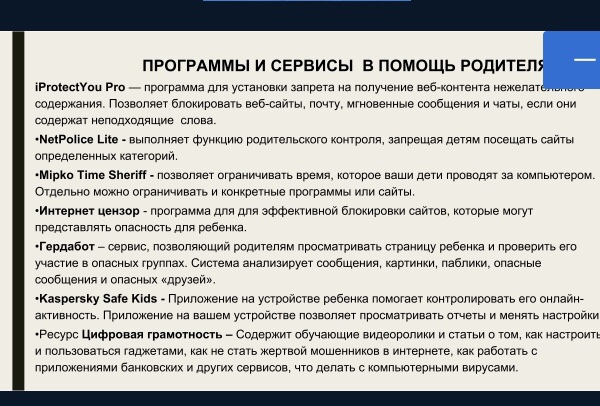 ПРОГРАММЫ И СЕРВИСЫ В ПОМОЩЬ РОДИТЕЛЯ
iProtectYou Pro — программа для установки запрета на получение веб-контента нежелательного
содержания. Позволяет блокировать веб-сайты, почту, мгновенные сообщения и чаты, если они
содержат неподходящие слова.
•NetPolice Lite - выполняет функцию родительского контроля, запрещая детям посещать сайты
определенных категорий.
•Mipko Time Sheriff - позволяет ограничивать время, которое ваши дети проводят за компьютером.
Отдельно можно ограничивать и конкретные программы или сайты.
•Интернет цензор - программа для для эффективной блокировки сайтов, которые могут
представлять опасность для ребенка.
•Гердабот – сервис, позволяющий родителям просматривать страницу ребенка и проверить его
участие в опасных группах. Система анализирует сообщения, картинки, паблики, опасные
сообщения и опасных «друзей».
•Kaspersky Safe Kids - Приложение на устройстве ребенка помогает контролировать его онлайн-
активность. Приложение на вашем устройстве позволяет просматривать отчеты и менять настройки
•Ресурс Цифровая грамотность – Содержит обучающие видеоролики и статьи о том, как настроить
и пользоваться гаджетами, как не стать жертвой мошенников в интернете, как работать с
приложениями банковских и других сервисов, что делать с компьютерными вирусами.